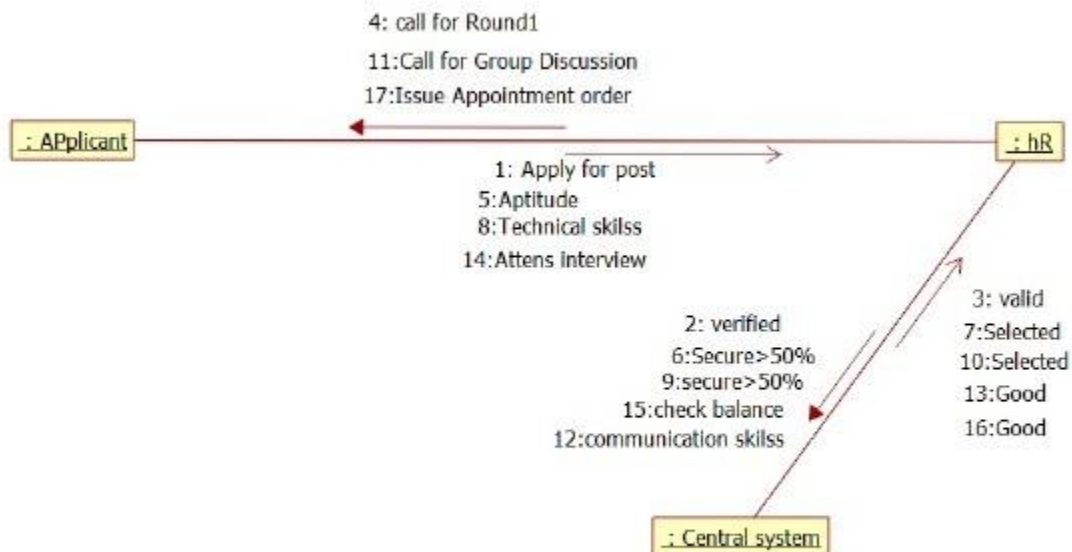 4: call for Round1
11:Call for Group Discussion
17:Issue Appointment order
: APplicant
: hR
1: Apply for post
5:Aptitude
8:Technical skilss
14:Attens interview
2: verified
6:Secure>50%
9:secure>50%
15:check balance
12:communication skilss
3: valid
7:Selected
10:Selected
13:Good
16:Good
: Central system